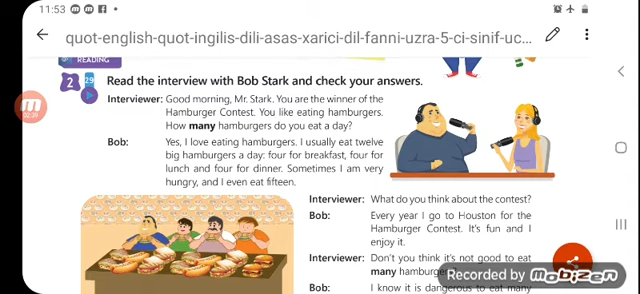 11:53
quot-english-quot-ingilis-dili-asas-xarici-dil-fanni-uzra-5-ci-sinif-uc...
READING
2
29
Read the interview with Bob Stark and check your answers.
Interviewer: Good morning, Mr. Stark. You are the winner of the
Hamburger Contest. You like eating hamburgers.
How many hamburgers do you eat a day?
Bob: Yes, I love eating hamburgers. I usually eat twelve
big hamburgers a day: four for breakfast, four for
lunch and four for dinner. Sometimes I am very
hungry, and I even eat fifteen.
Interviewer: What do you think about the contest?
Bob: Every year I go to Houston for the
Hamburger Contest. It's fun and I
enjoy it.
Interviewer: Don't you think it's not good to eat
many hamburgers
Bob: I know it is dangerous to eat many
Recorded by mobizen